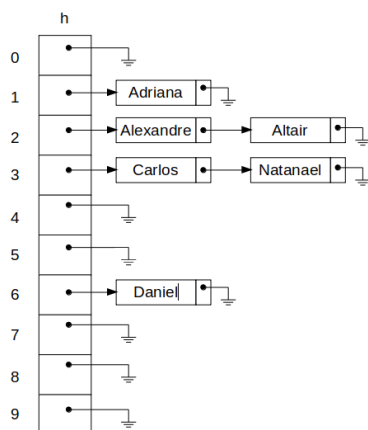 h
0
1 Adriana
2 Alexandre Altair
3 Carlos Natanael
4
5
6 Daniel
7
8
9